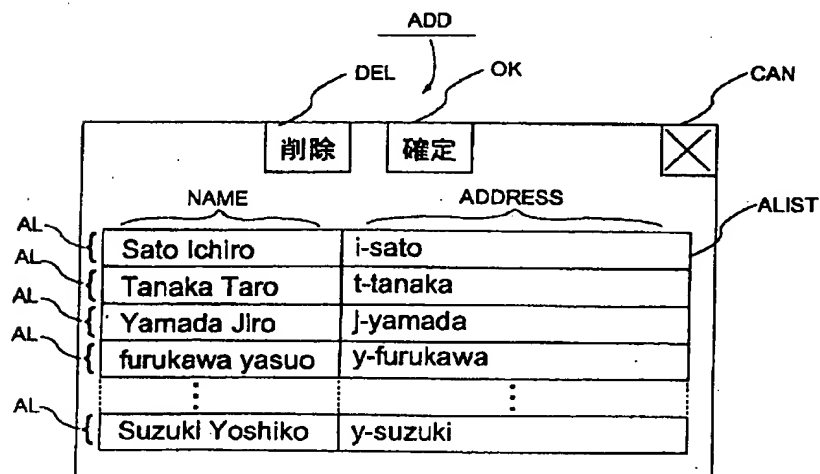 ADD
DEL OK CAN
削除 確定
NAME ADDRESS
ALIST
AL Sato Ichiro i-sato
AL Tanaka Taro t-tanaka
AL Yamada Jiro j-yamada
AL furukawa yasuo y-furukawa
AL Suzuki Yoshiko y-suzuki